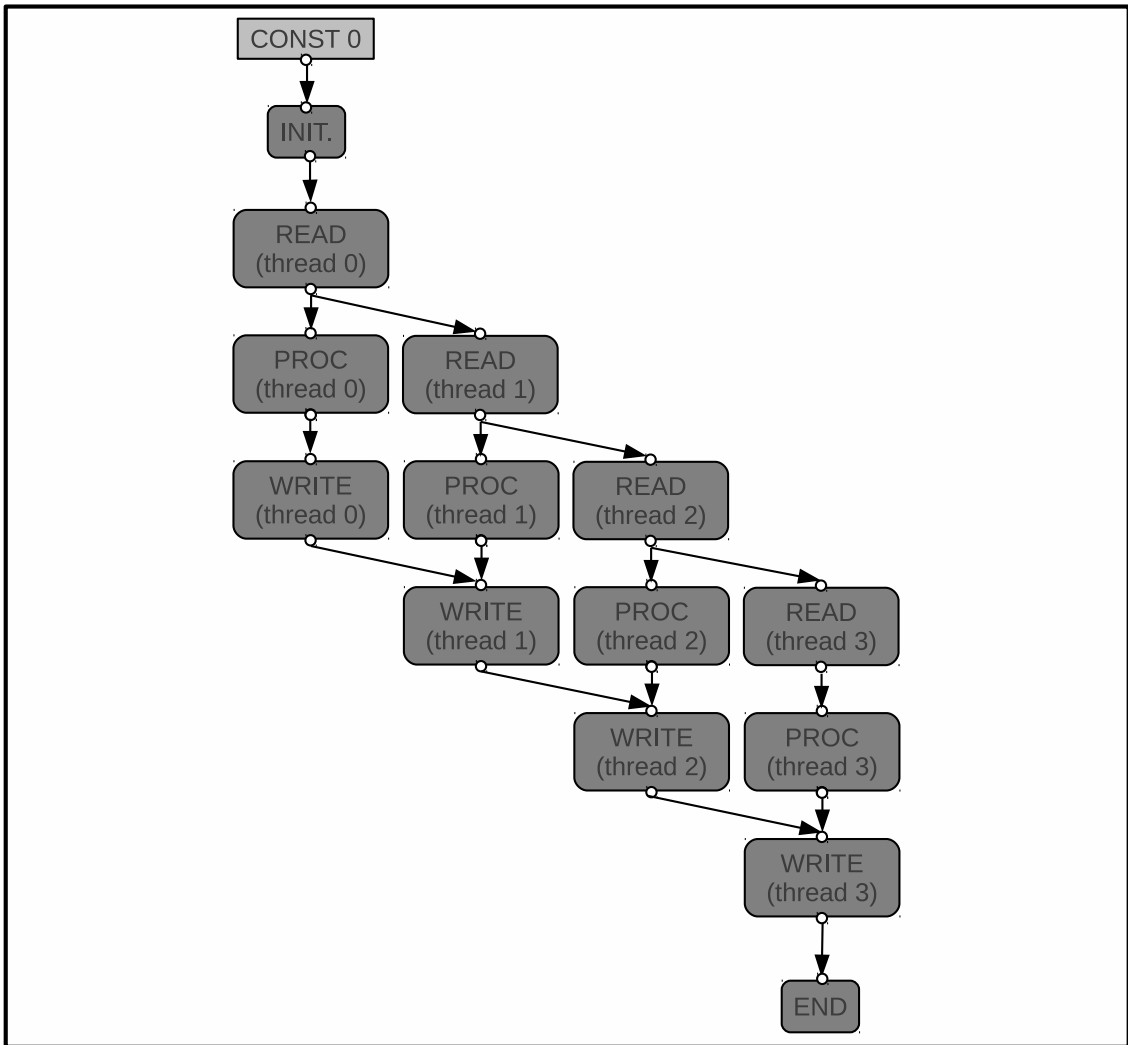 CONST 0
INIT.
READ
(thread 0)
PROC
(thread 0)
READ
(thread 1)
WRITE
(thread 0)
PROC
(thread 1)
READ
(thread 2)
WRITE
(thread 1)
PROC
(thread 2)
READ
(thread 3)
WRITE
(thread 2)
PROC
(thread 3)
WRITE
(thread 3)
END